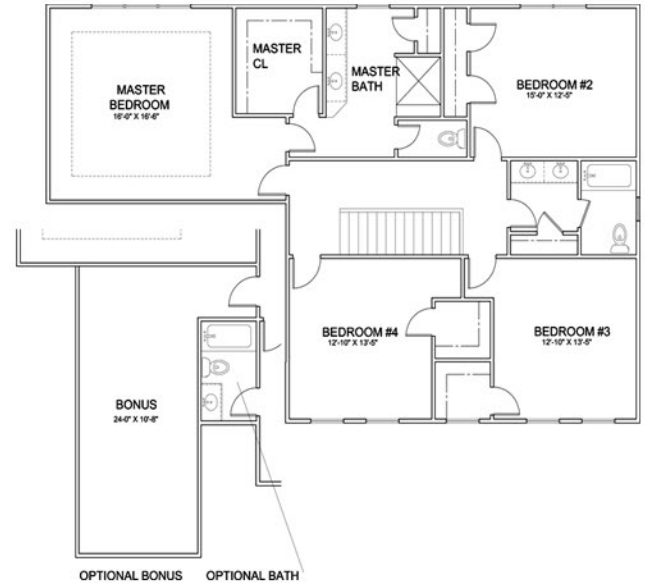 MASTER
CL
MASTER
BATH
BEDROOM #2
15'-0" X 12'-5"
MASTER
BEDROOM
16'-0" X 16'-6"
BEDROOM #4
12'-10" X 13'-5"
BEDROOM #3
12'-10" X 13'-5"
BONUS
24-0" X 10'-8"
OPTIONAL BONUS
OPTIONAL BATH